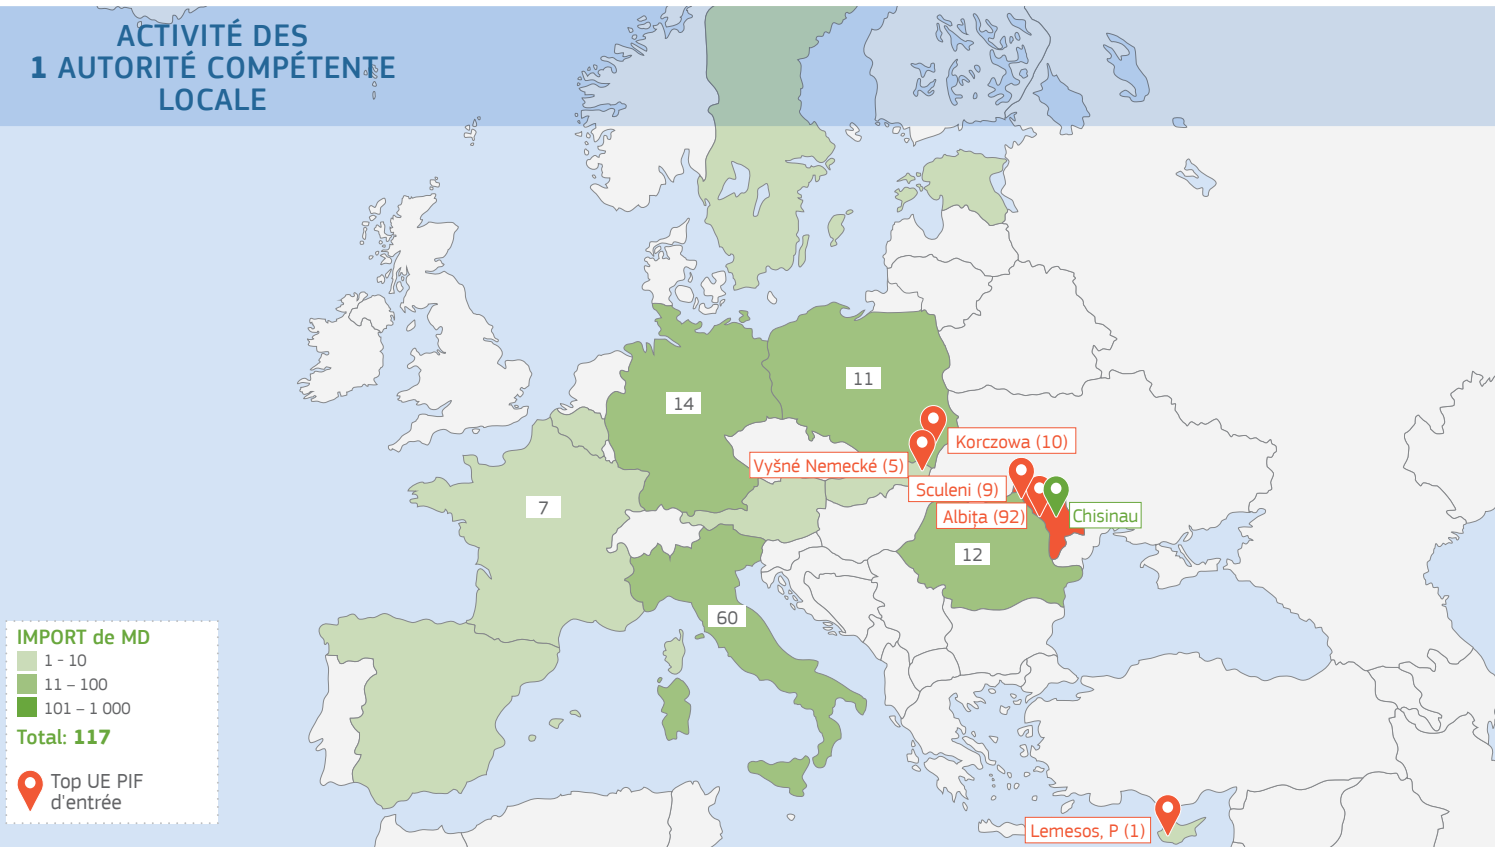 ACTIVITÉ DES
1 AUTORITÉ COMPÉTENTE
LOCALE
11
14
Korczowa (10)
Vyšné Nemecké (5)
Sculeni (9)
7
Albița (92)
Chisinau
12
60
IMPORT de MD
1 - 10
11 – 100
101 – 1 000
Total: 117
Top UE PIF
d'entrée
Lemesos, P (1)